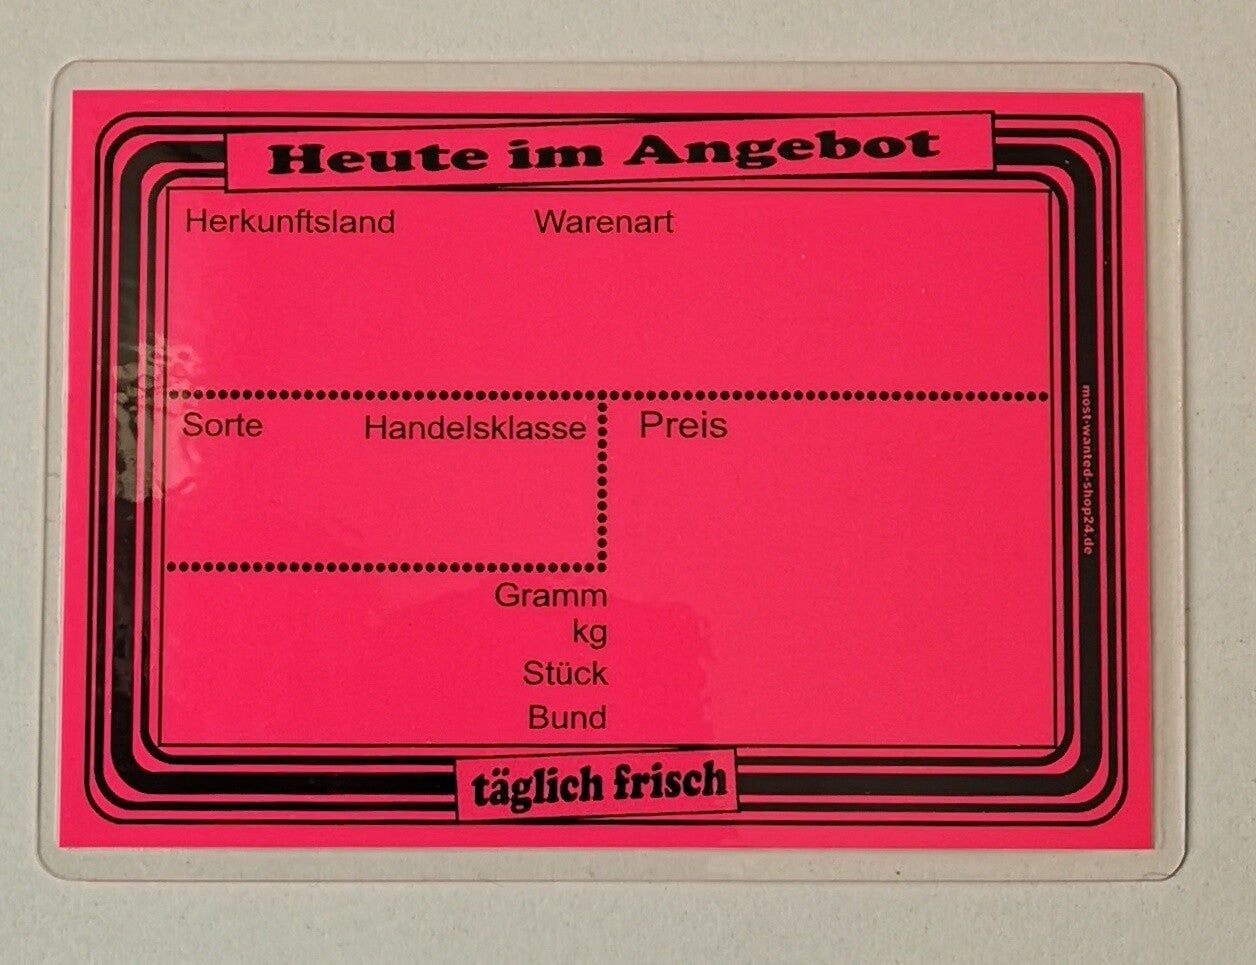 Heute im Angebot
Herkunftsland Warenart
Sorte Handelsklasse Preis
Gramm
kg
Stück
Bund
täglich frisch
most-wanted-shop24.de